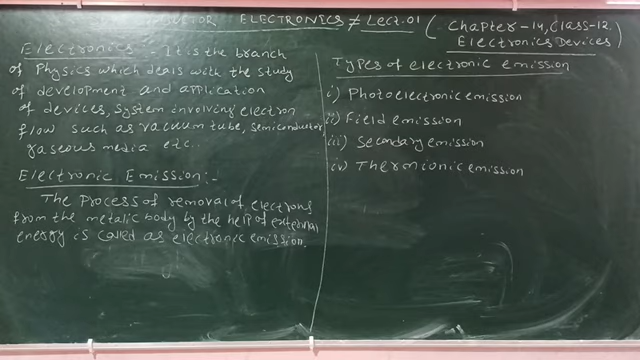 ELECTRONICS ≠ Lect.01 ( Chapter-14, Class-12
Electronics Devices )
Electronics:- It is the branch
of Physics which deals with the study
of development and application
of devices, System involving electron
flow such as vacuum tube, semiconductor
gaseous media etc..
Electronic Emission:-
The Process of removal of electrons
from the metalic body by the help of external
energy is called as electronic emission.
Types of electronic emission
i) Photoelectronic emission
ii) Field emission
iii) Secondary emission
iv) Thermionic emission